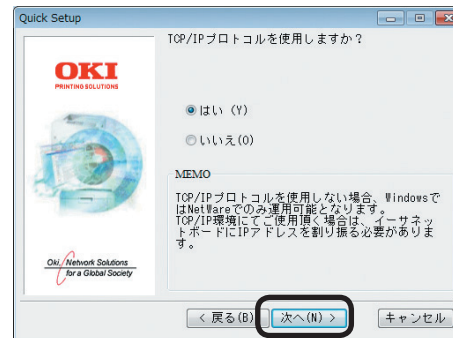 Quick Setup
TCP/IPプロトコルを使用しますか？
OKI
PRINTING SOLUTIONS
はい (Y)
いいえ(O)
MEMO
TCP/IPプロトコルを使用しない場合、Windowsで
はNetWareでのみ運用可能となります。
TCP/IP環境にてご使用頂く場合は、イーサネッ
トボードにIPアドレスを割り振る必要がありま
す。
Oki, Network Solutions
for a Global Society
< 戻る(B)
次へ(N) >
キャンセル